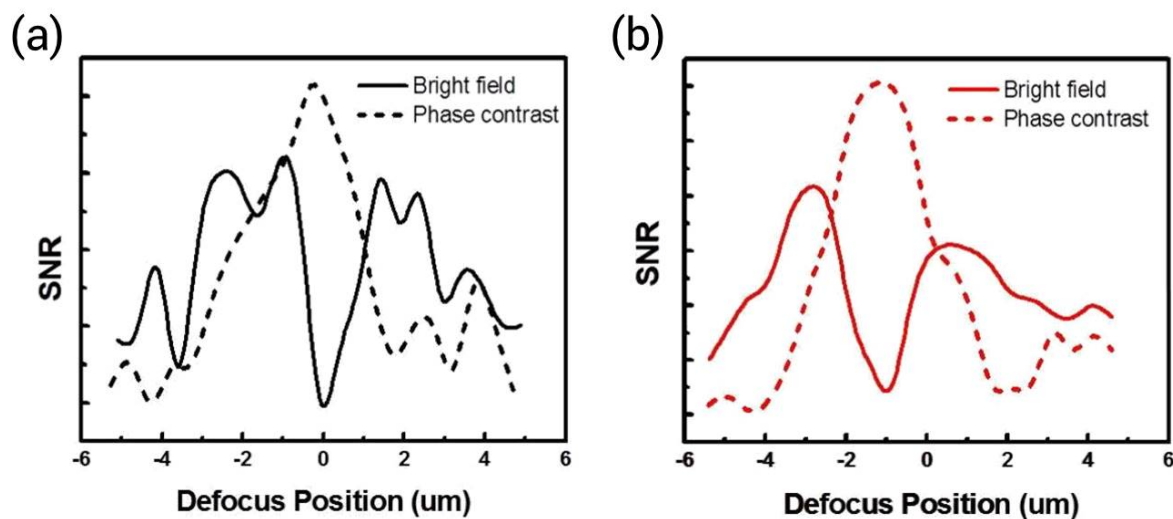 (a)
Bright field
Phase contrast
SNR
-6 -4 -2 0 2 4 6
Defocus Position (um)
(b)
Bright field
Phase contrast
SNR
-6 -4 -2 0 2 4 6
Defocus Position (um)